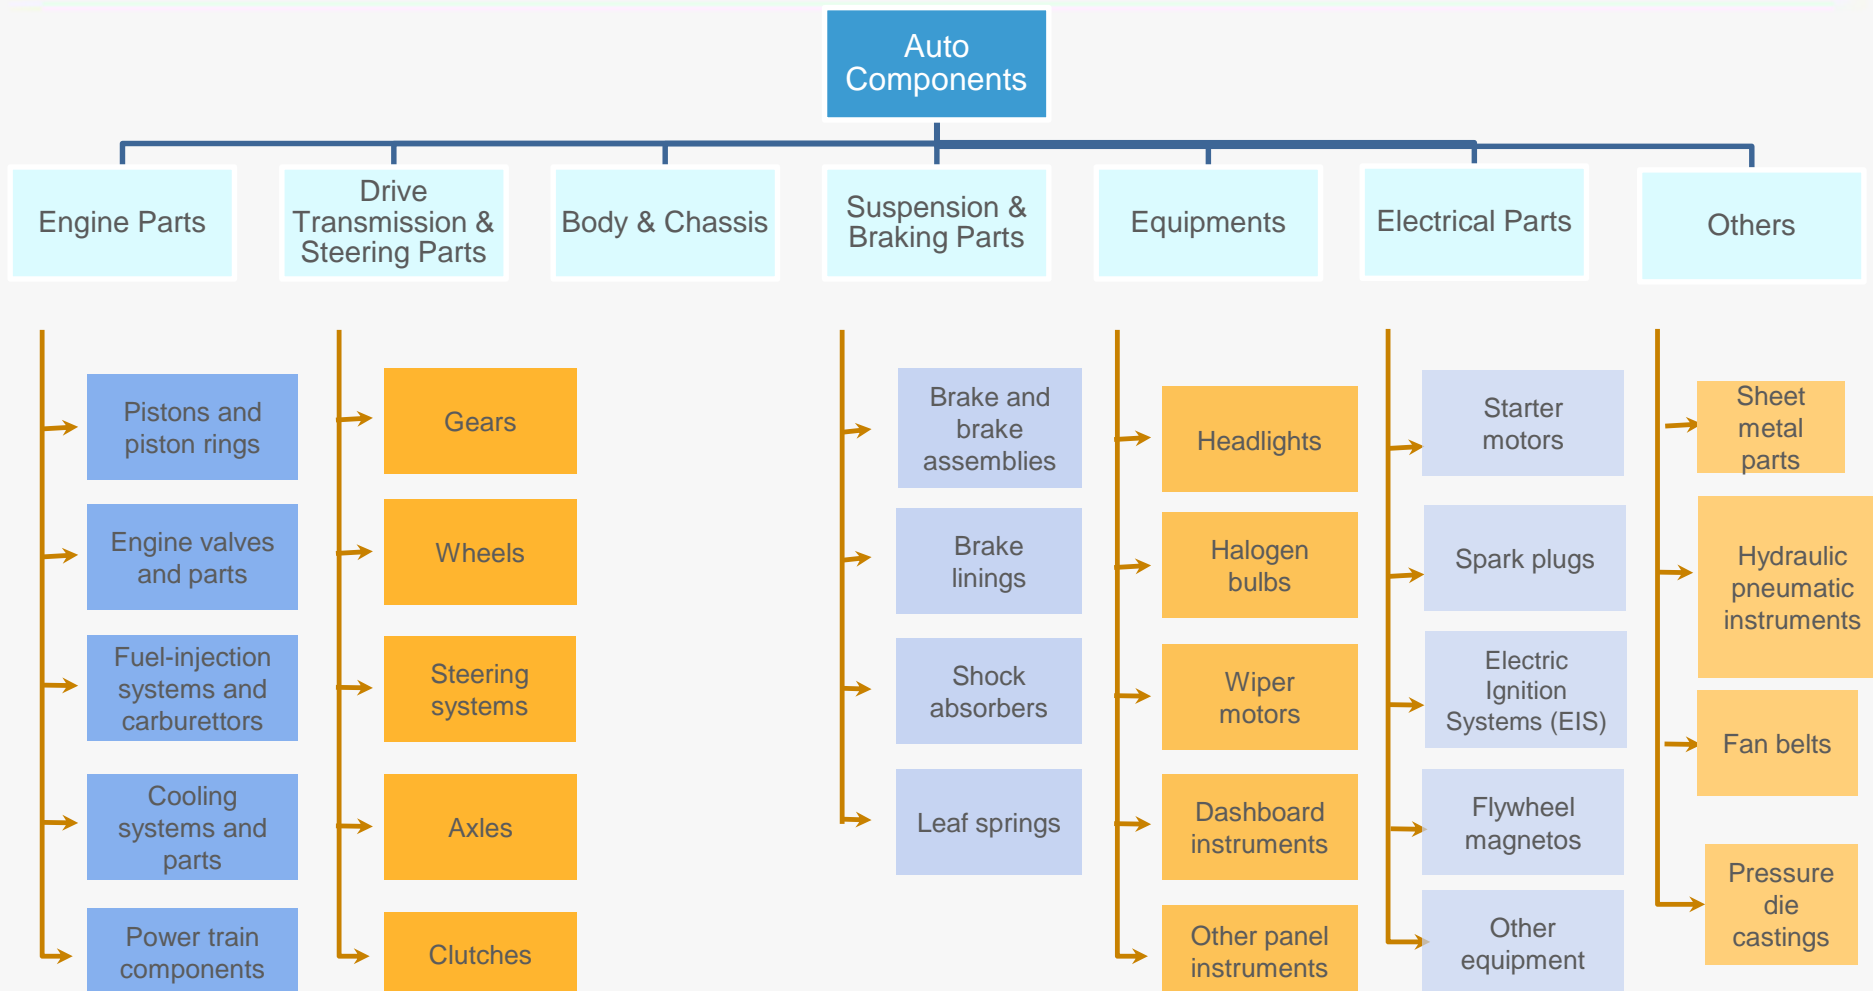 Auto
Components
Engine Parts
Drive
Transmission &
Steering Parts
Body & Chassis
Suspension &
Braking Parts
Equipments
Electrical Parts
Others
Pistons and
piston rings
Engine valves
and parts
Fuel-injection
systems and
carburettors
Cooling
systems and
parts
Power train
components
Gears
Wheels
Steering
systems
Axles
Clutches
Brake and
brake
assemblies
Brake
linings
Shock
absorbers
Leaf springs
Headlights
Halogen
bulbs
Wiper
motors
Dashboard
instruments
Other panel
instruments
Starter
motors
Spark plugs
Electric
Ignition
Systems (EIS)
Flywheel
magnetos
Other
equipment
Sheet
metal
parts
Hydraulic
pneumatic
instruments
Fan belts
Pressure
die
castings